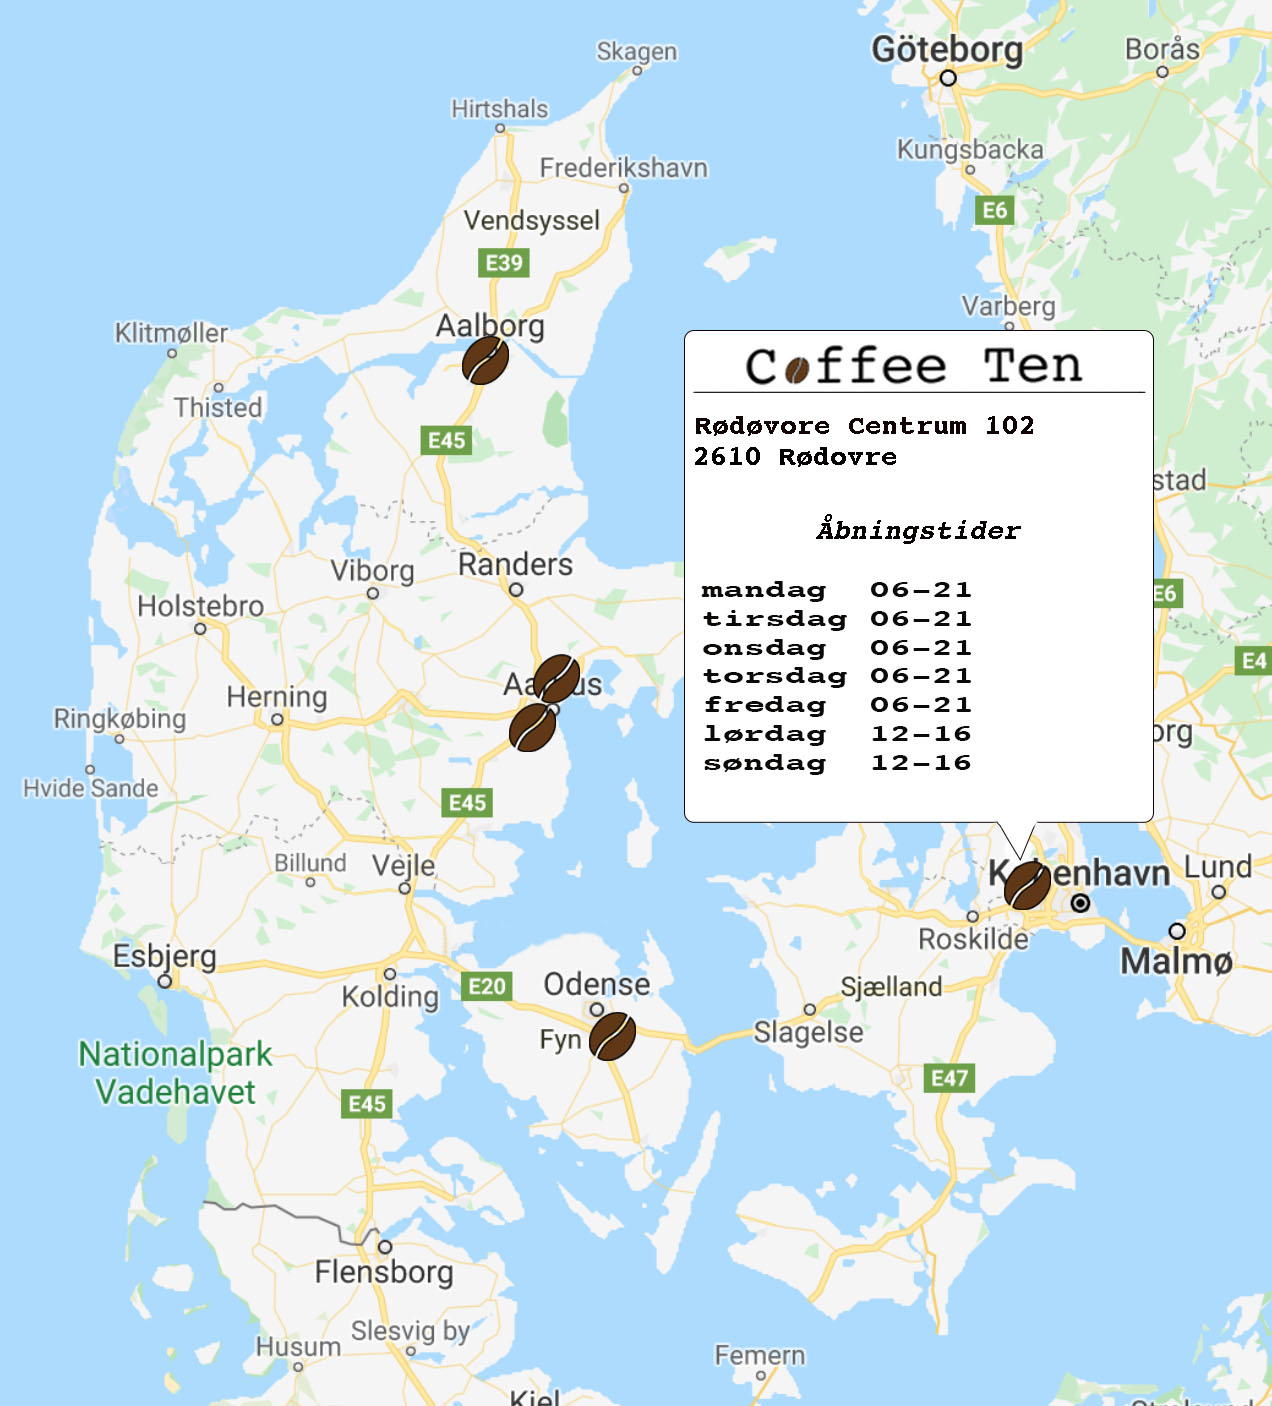 Skagen
Göteborg
Borås
Hirtshals
Kungsbacka
Frederikshavn
Vendsyssel
E6
E39
Varberg
Aalborg
Klitmøller
Thisted
E45
Coffee Ten
Rødøvore Centrum 102
2610 Rødovre
Åbningstider
mandag 06-21
tirsdag 06-21
onsdag 06-21
torsdag 06-21
fredag 06-21
lørdag 12-16
søndag 12-16
stad
E6
E4
org
Viborg
Randers
Holstebro
Herning
Ringkøbing
Hvide Sande
E45
Billund
Vejle
Lund
Roskilde
Malmø
Esbjerg
Kolding
E20
Odense
Fyn
Sjælland
Slagelse
Nationalpark
Vadehavet
E47
E45
Flensborg
Slesvig by
Husum
Femern
Kiel